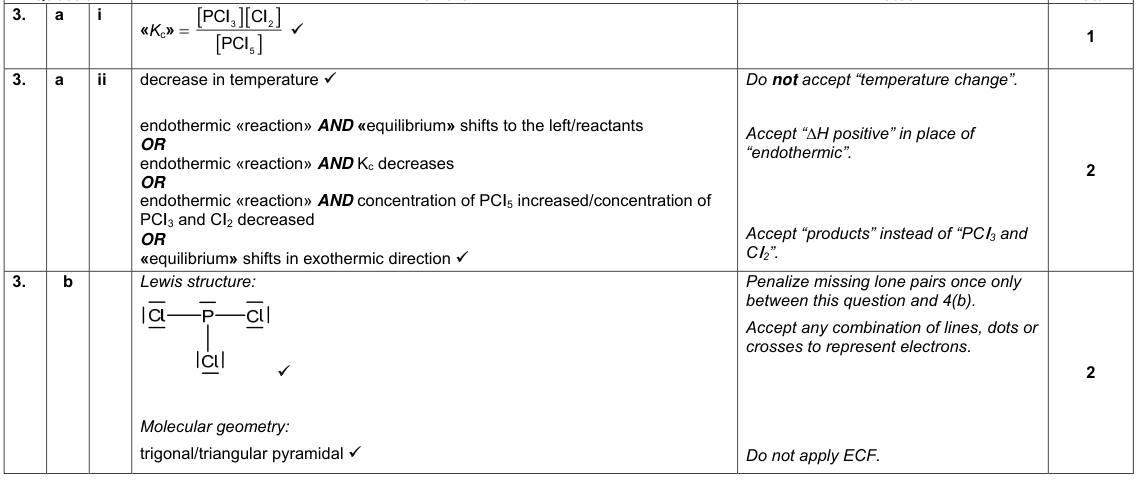 3. a i «Kc» = [PCl3][Cl2] / [PCl5] ✓ 1
3. a ii decrease in temperature ✓ Do not accept “temperature change”.
endothermic «reaction» AND «equilibrium» shifts to the left/reactants
OR
endothermic «reaction» AND Kc decreases
OR
endothermic «reaction» AND concentration of PCl5 increased/concentration of
PCl3 and Cl2 decreased
OR
«equilibrium» shifts in exothermic direction ✓
Accept “∆H positive” in place of
“endothermic”.
Accept “products” instead of “PCl3 and
Cl2”.
2
3. b Lewis structure:
Cl P Cl
Cl
✓
Molecular geometry:
trigonal/triangular pyramidal ✓
Penalize missing lone pairs once only
between this question and 4(b).
Accept any combination of lines, dots or
crosses to represent electrons.
Do not apply ECF.
2